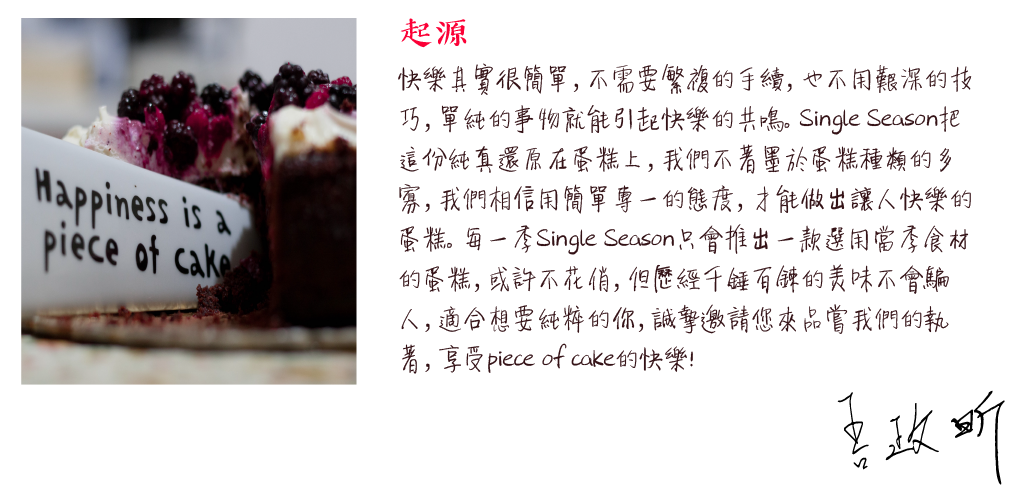 Happiness is a
piece of cake
起源
快樂其實很簡單，不需要繁複的手續，也不用艱深的技
巧，單純的事物就能引起快樂的共鳴。Single Season把
這份純真還原在蛋糕上，我們不著墨於蛋糕種類的多
寡，我們相信用簡單專一的態度，才能做出讓人快樂的
蛋糕。每一季Single Season只會推出一款選用當季食材
的蛋糕，或許不花俏，但歷經千錘百鍊的美味不會騙
人，適合想要純粹的你，誠摯邀請您來品嘗我們的執
著，享受piece of cake的快樂！